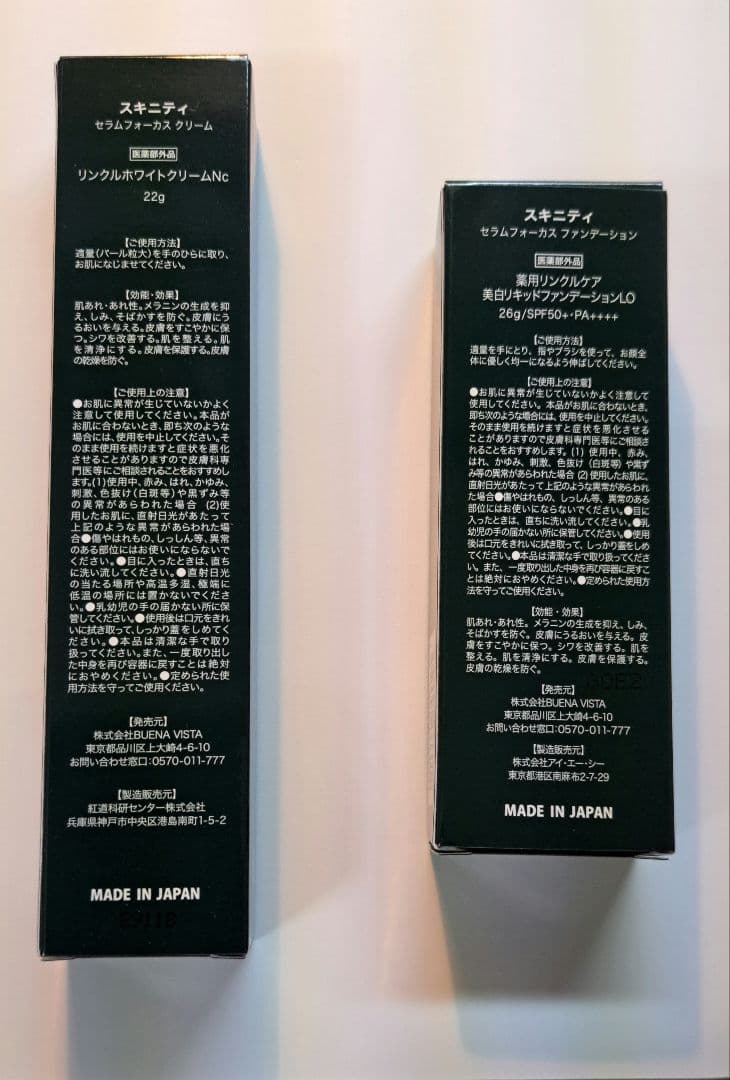 スキニティ
セラムフォーカス クリーム
医薬部外品
リンクルホワイトクリームNc
22g
【ご使用方法】
適量(パール粒大)を手のひらに取り、
お肌になじませてください。
【効能・効果】
肌あれ・あれ性。メラニンの生成を抑
え、しみ、そばかすを防ぐ。皮膚にう
るおいを与える。皮膚をすこやかに保
つ。シワを改善する。肌を整える。肌
を清浄にする。皮膚を保護する。皮膚
の乾燥を防ぐ。
【ご使用上の注意】
●お肌に異常が生じていないかよく
注意して使用してください。本品が
お肌に合わないとき、即ち次のような
場合には、使用を中止してください。そ
のまま使用を続けますと症状を悪化
させることがありますので皮膚科専
門医等にご相談されることをおすすめし
ます。(1)使用中、赤み、はれ、かゆみ、
刺激、色抜け(白斑等)や黒ずみ等
の異常があらわれた場合 (2)使
用したお肌に、直射日光があたって
上記のような異常があらわれた場
合●傷やはれもの、しっしん等、異常
のある部位にはお使いにならないで
ください。●目に入ったときは、直ち
に洗い流してください。●直射日光
の当たる場所や高温多湿、極端に
低温の場所には置かないでくださ
い。●乳幼児の手の届かない所に保
管してください。●使用後は口元をきれ
いに拭き取って、しっかり蓋をしめてく
ださい。●本品は清潔な手で取り
扱ってください。また、一度取り出し
た中身を再び容器に戻すことは絶対
におやめください。●定められた使
用方法を守ってご使用ください。
【発売元】
株式会社BUENA VISTA
東京都品川区上大崎4-6-10
お問い合わせ窓口:0570-011-777
【製造販売元】
紅道科研センター株式会社
兵庫県神戸市中央区港島南町1-5-2
MADE IN JAPAN
スキニティ
セラムフォーカス ファンデーション
医薬部外品
薬用リンクルケア
美白リキッドファンデーションLO
26g/SPF50+・PA++++
【ご使用方法】
適量を手にとり、指やブラシを使って、お顔全
体に優しく均一になるよう伸ばしてください。
【ご使用上の注意】
●お肌に異常が生じていないかよく注意して
使用してください。本品がお肌に合わないとき、
即ち次のような場合には、使用を中止してください。
そのまま使用を続けますと症状を悪化させる
ことがありますので皮膚科専門医等にご相談さ
れることをおすすめします。(1) 使用中、赤み、
はれ、かゆみ、刺激、色抜け(白斑等)や黒ず
み等の異常があらわれた場合 (2) 使用したお肌に、
直射日光があたって上記のような異常があらわれ
た場合●傷やはれもの、しっしん等、異常のある
部位にはお使いにならないでください。●目に
入ったときは、直ちに洗い流してください。●乳
幼児の手の届かない所に保管してください。●使用
後は口元をきれいに拭き取って、しっかり蓋をしめ
てください。●本品は清潔な手で取り扱ってくださ
い。また、一度取り出した中身を再び容器に戻すこ
とは絶対におやめください。●定められた使用方
法を守ってご使用ください。
【効能・効果】
肌あれ・あれ性。メラニンの生成を抑え、しみ、
そばかすを防ぐ。皮膚にうるおいを与える。皮
膚をすこやかに保つ。シワを改善する。肌を
整える。肌を清浄にする。皮膚を保護する。
皮膚の乾燥を防ぐ。
【発売元】
株式会社BUENA VISTA
東京都品川区上大崎4-6-10
お問い合わせ窓口:0570-011-777
【製造販売元】
株式会社アイ・エー・シー
東京都港区南麻布2-7-29
MADE IN JAPAN